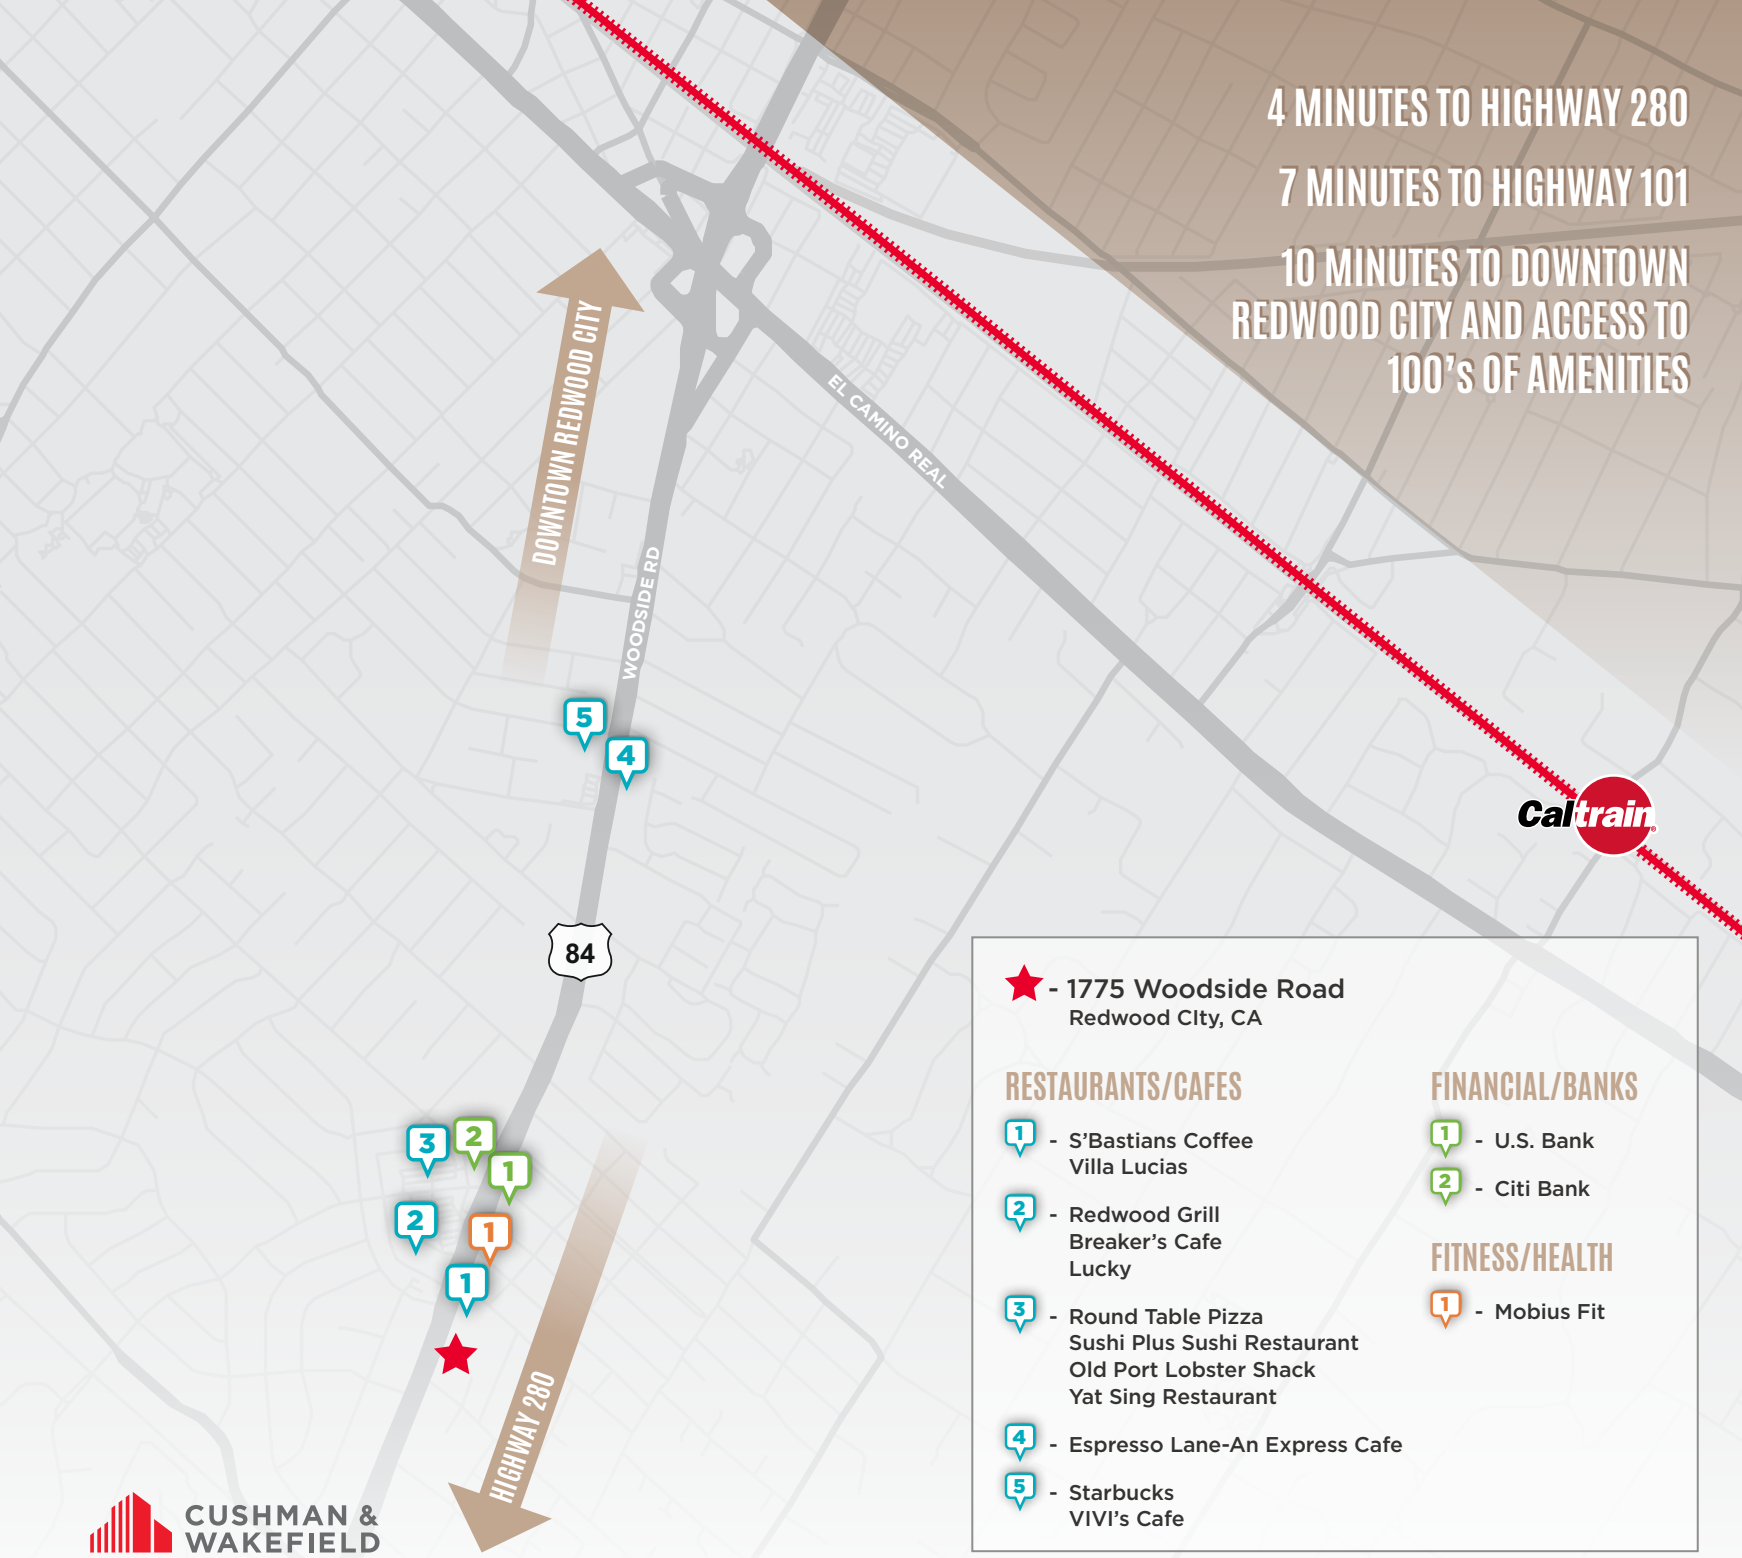 4 MINUTES TO HIGHWAY 280
7 MINUTES TO HIGHWAY 101
10 MINUTES TO DOWNTOWN
REDWOOD CITY AND ACCESS TO
100's OF AMENITIES
DOWNTOWN REDWOOD CITY
EL CAMINO REAL
WOODSIDE RD
5
4
Caltrain
84
3
2
1
2
1
1
HIGHWAY 280
- 1775 Woodside Road
Redwood CIty, CA
RESTAURANTS/CAFES
1 - S'Bastians Coffee
Villa Lucias
2 - Redwood Grill
Breaker's Cafe
Lucky
3 - Round Table Pizza
Sushi Plus Sushi Restaurant
Old Port Lobster Shack
Yat Sing Restaurant
4 - Espresso Lane-An Express Cafe
5 - Starbucks
VIVI's Cafe
FINANCIAL/BANKS
1 - U.S. Bank
2 - Citi Bank
FITNESS/HEALTH
1 - Mobius Fit
CUSHMAN &
WAKEFIELD